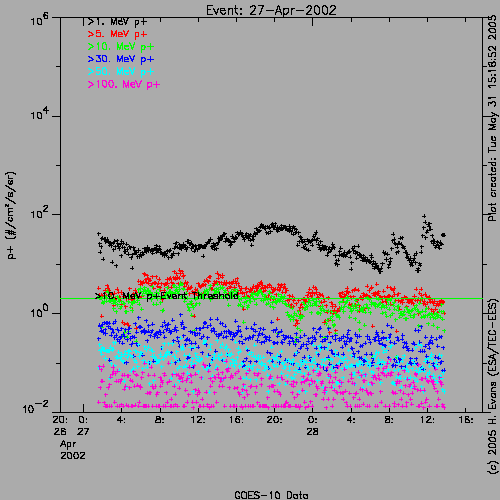 Event: 27-Apr-2002
10^6
>1. MeV p+
>5. MeV p+
>10. MeV p+
>30. MeV p+
>50. MeV p+
>100. MeV p+
10^4
10^2
10^0
10^-2
p+ [#/cm²/s/sr]
>10. MeV p+Event Threshold
20: 0: 4: 8: 12: 16: 20: 0: 4: 8: 12: 16:
26 27 28
Apr
2002
GOES-10 Data
Plot created: Tue May 31 15:18:52 2005
(c) 2005 H. Evans (ESA/TEC-EES)